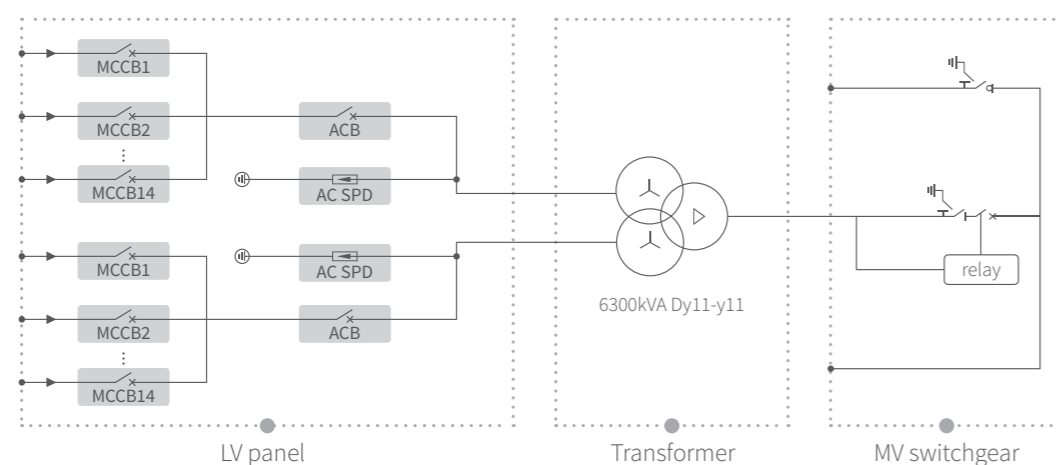 MCCB1
MCCB2
ACB
⋮
MCCB14
AC SPD
MCCB1
AC SPD
MCCB2
ACB
⋮
MCCB14
6300kVA Dy11-y11
relay
LV panel
Transformer
MV switchgear